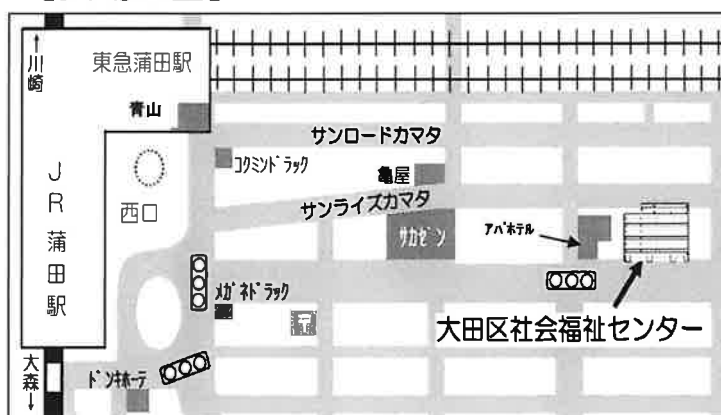 ↑川崎
東急蒲田駅
青山
サンロードカマタ
JR蒲田駅
コクミンドラッグ
亀屋
西口
サンライズカマタ
サカゼン
アパホテル
メガネドラッグ
大田区社会福祉センター
大森↓
ドンキホーテ